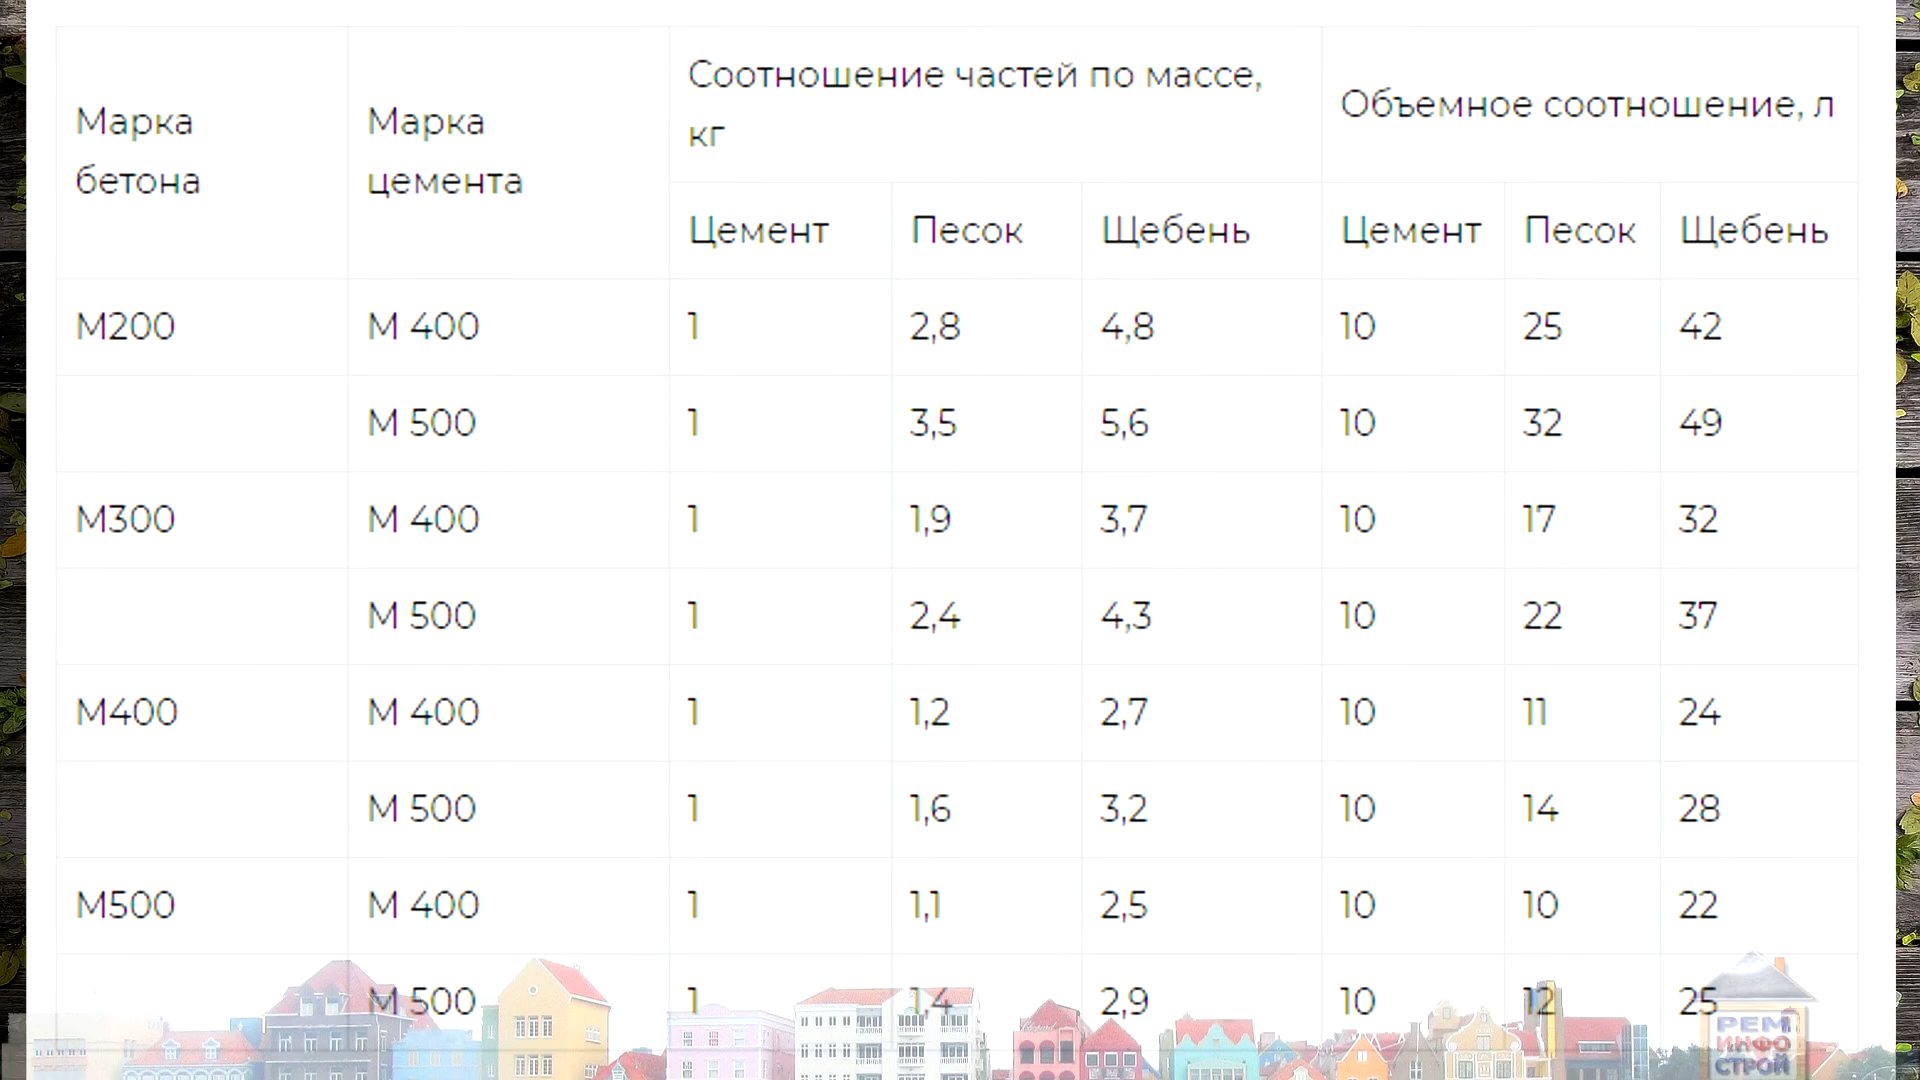 Марка бетона
Марка цемента
Соотношение частей по массе, кг
Объемное соотношение, л
Цемент Песок Щебень Цемент Песок Щебень
М200 М 400 1 2,8 4,8 10 25 42
М 500 1 3,5 5,6 10 32 49
М300 М 400 1 1,9 3,7 10 17 32
М 500 1 2,4 4,3 10 22 37
М400 М 400 1 1,2 2,7 10 11 24
М 500 1 1,6 3,2 10 14 28
М500 М 400 1 1,1 2,5 10 10 22
М 500 1 1,4 2,9 10 12 25
РЕМ
ИНФО
СТРОЙ